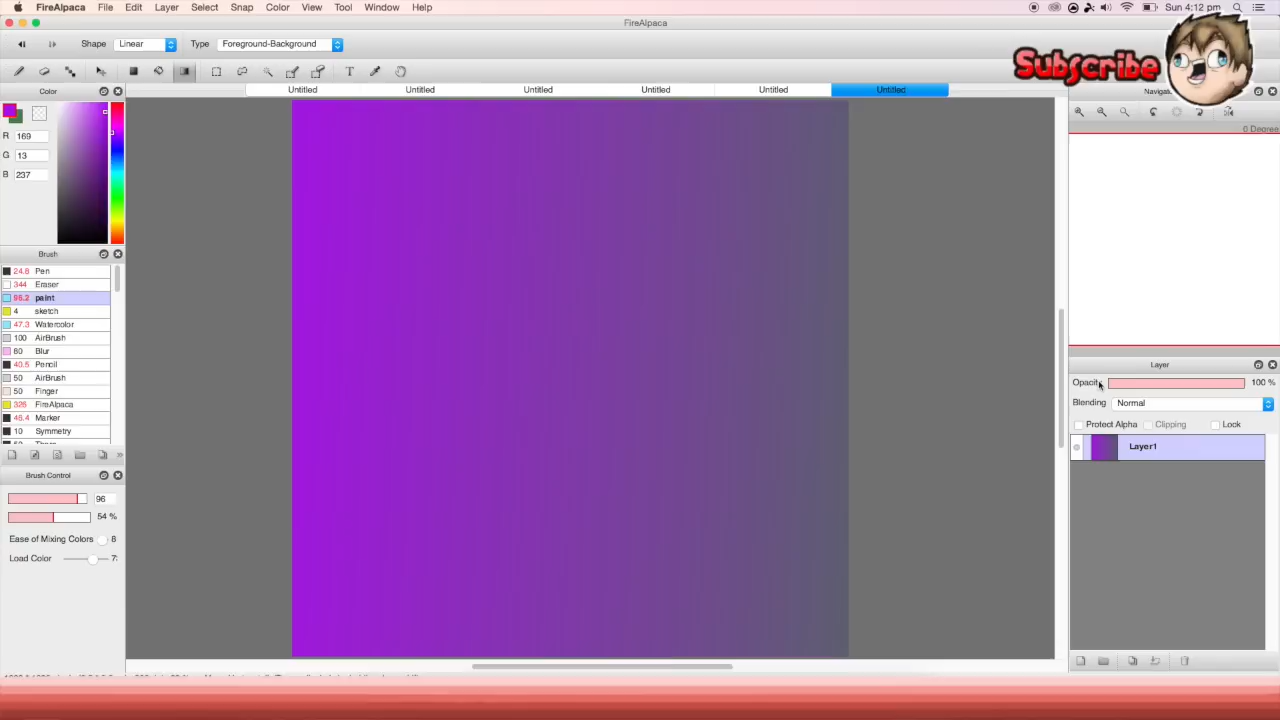 FireAlpaca File Edit Layer Select Snap Color View Tool Window Help Sun 4:12 pm
FireAlpaca
Shape Linear Type Foreground-Background
Subscribe
Untitled Untitled Untitled Untitled Untitled Untitled
Color
R 169
G 13
B 237
Brush
24.8 Pen
344 Eraser
96.2 paint
4 sketch
47.3 Watercolor
100 AirBrush
80 Blur
40.5 Pencil
50 AirBrush
50 Finger
326 FireAlpaca
46.4 Marker
10 Symmetry
Brush Control
96
54 %
Ease of Mixing Colors 8
Load Color 7
0 Degree
Layer
Opacity 100 %
Blending Normal
Protect Alpha Clipping Lock
Layer1